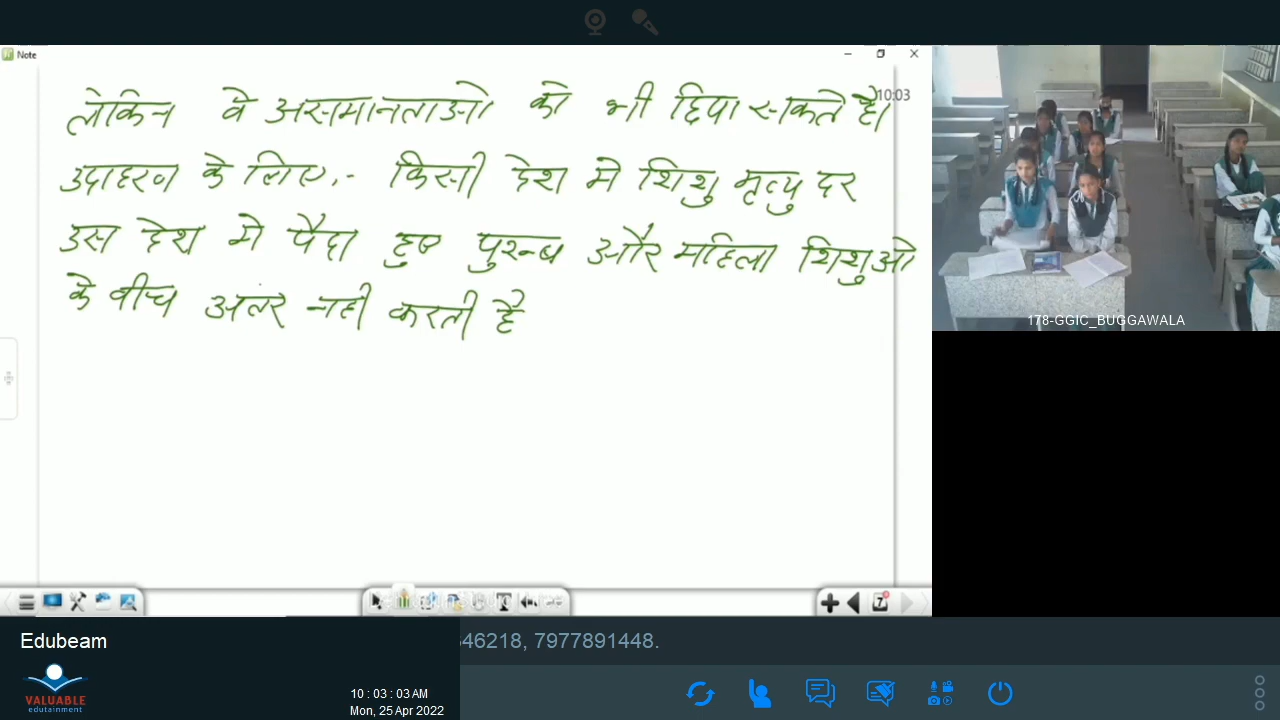 Note
10:03
लेकिन वे असमानताओ को भी छिपा सकते है।
उदाहरण के लिए,- किसी देश मे शिशु मृत्यु दर
उस देश मे पैदा हुए पुरुष और महिला शिशुओ
के बीच अंतर नही करती है
178-GGIC_BUGGAWALA
Edubeam
46218, 7977891448.
VALUABLE
edutainment
10 : 03 : 03 AM
Mon, 25 Apr 2022